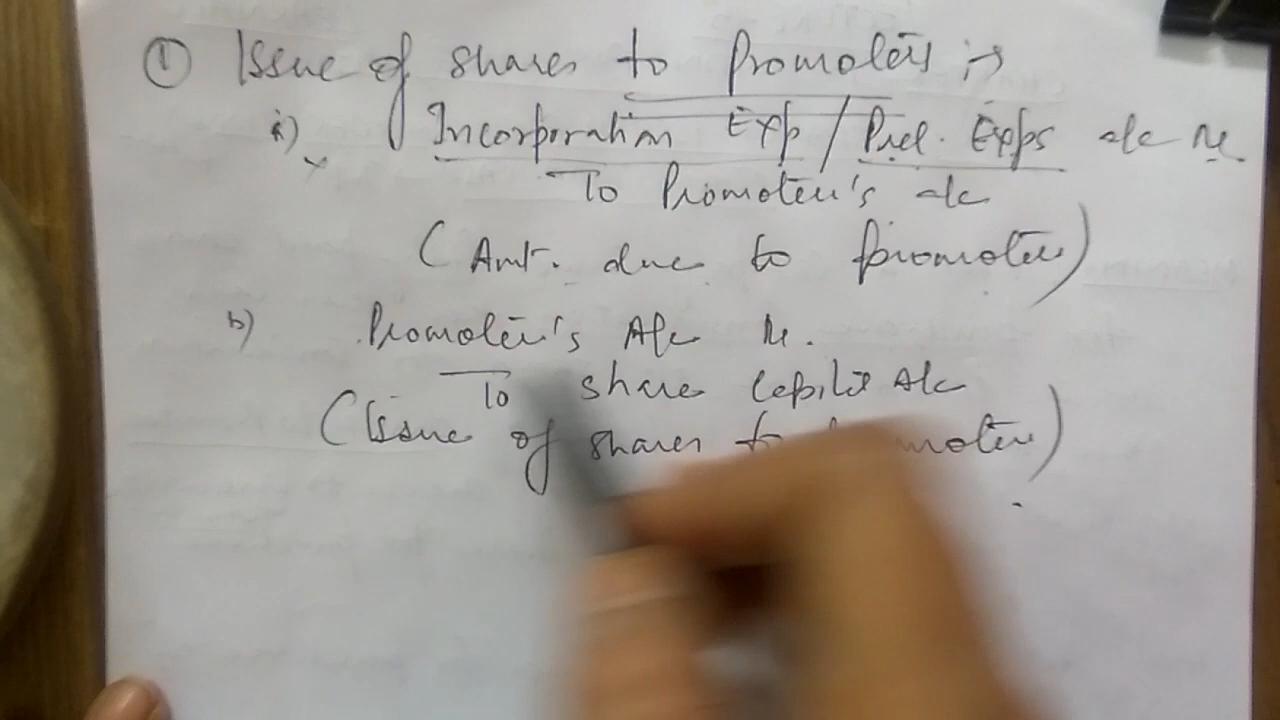 ① Issue of shares to Promoters :→
a) Incorporation Exp / Prel. Exps a/c Dr.
To Promoter's a/c
(Amt. due to promoter)
b) Promoter's A/c Dr.
To share Capital A/c
(Issue of shares to